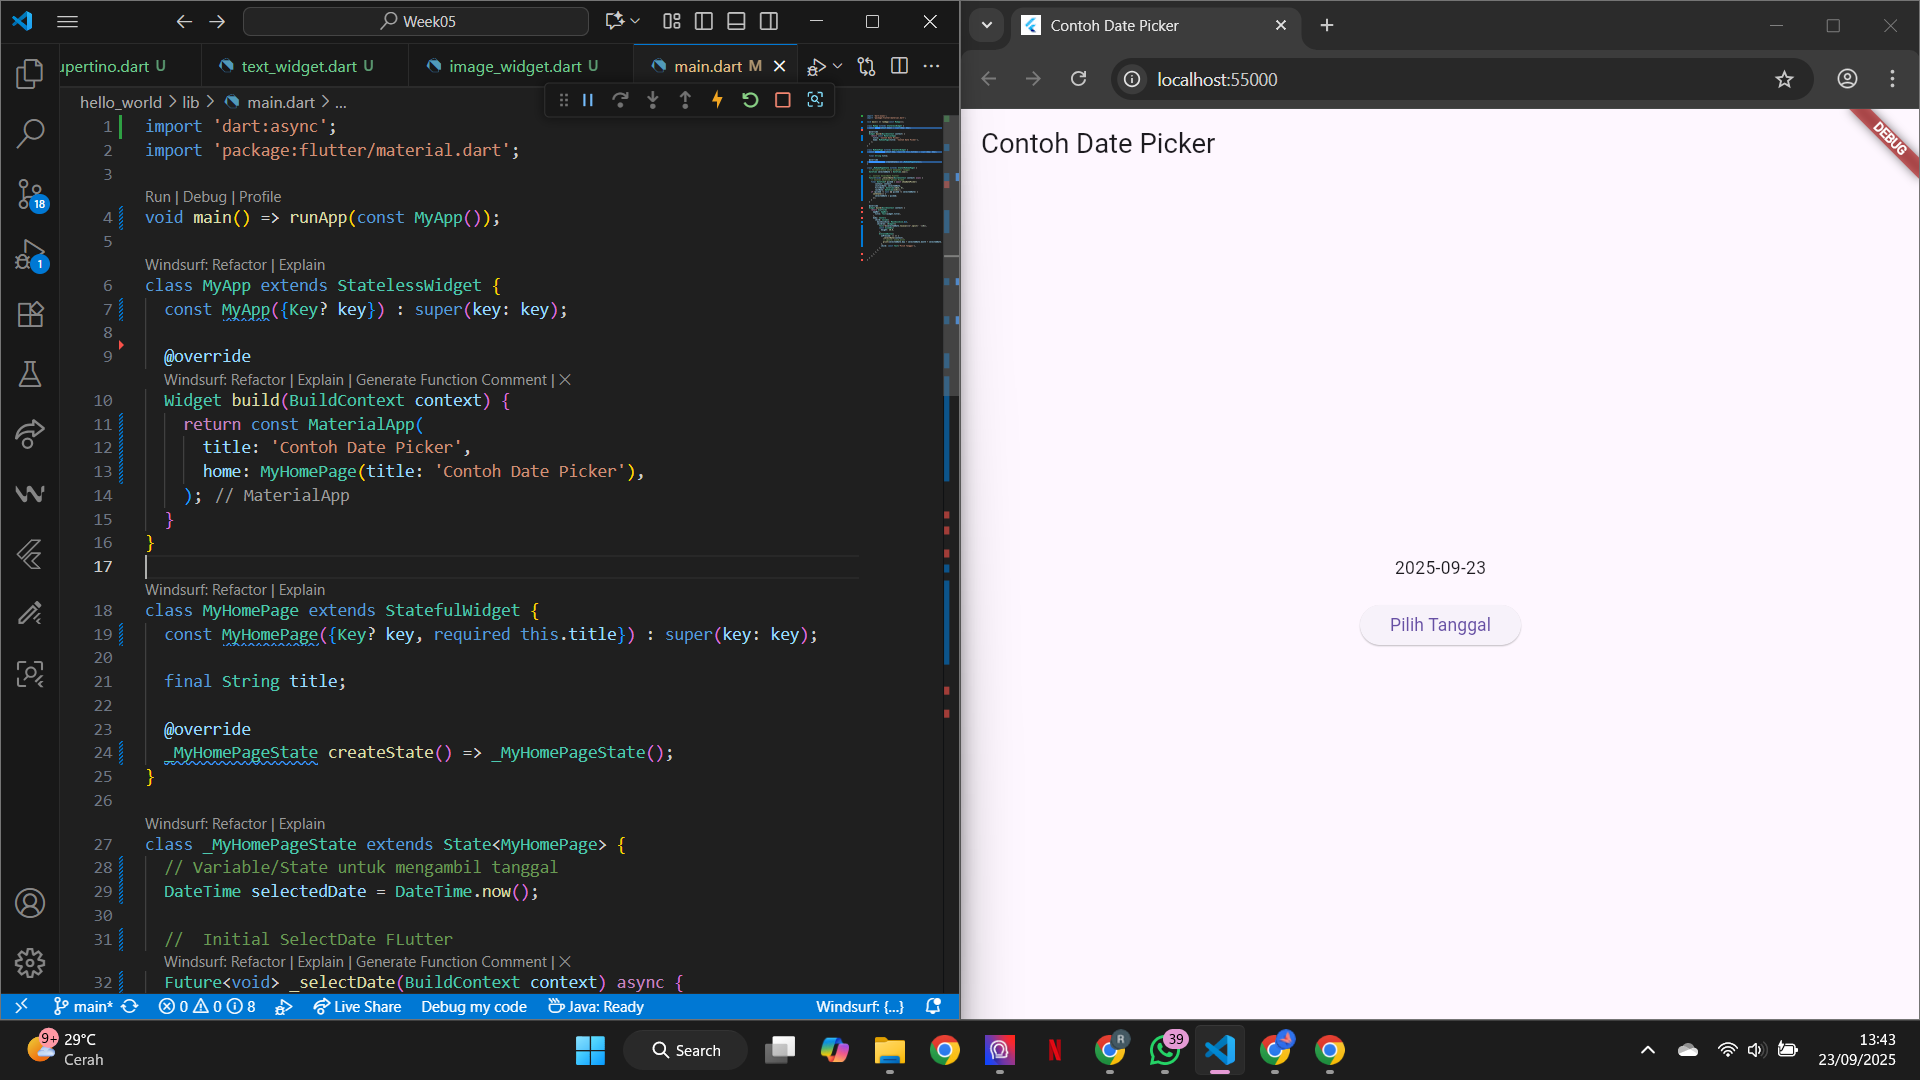 Week05
upertino.dart U
text_widget.dart U
image_widget.dart U
main.dart M
hello_world > lib > main.dart > ...
1 import 'dart:async';
2 import 'package:flutter/material.dart';
3
Run | Debug | Profile
4 void main() => runApp(const MyApp());
5
Windsurf: Refactor | Explain
6 class MyApp extends StatelessWidget {
7 const MyApp({Key? key}) : super(key: key);
8
9 @override
Windsurf: Refactor | Explain | Generate Function Comment | X
10 Widget build(BuildContext context) {
11 return const MaterialApp(
12 title: 'Contoh Date Picker',
13 home: MyHomePage(title: 'Contoh Date Picker'),
14 ); // MaterialApp
15 }
16 }
17
Windsurf: Refactor | Explain
18 class MyHomePage extends StatefulWidget {
19 const MyHomePage({Key? key, required this.title}) : super(key: key);
20
21 final String title;
22
23 @override
24 _MyHomePageState createState() => _MyHomePageState();
25 }
26
Windsurf: Refactor | Explain
27 class _MyHomePageState extends State<MyHomePage> {
28 // Variable/State untuk mengambil tanggal
29 DateTime selectedDate = DateTime.now();
30
31 //  Initial SelectDate FLutter
Windsurf: Refactor | Explain | Generate Function Comment | X
32 Future<void> _selectDate(BuildContext context) async {
18
1
main* 0 0 8 Live Share Debug my code Java: Ready Windsurf: {...}
Contoh Date Picker
localhost:55000
Contoh Date Picker
DEBUG
2025-09-23
Pilih Tanggal
9+
29°C
Cerah
Search
R
39
13:43
23/09/2025